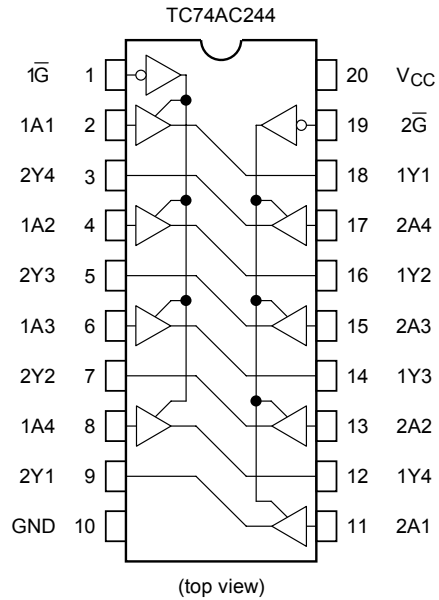 TC74AC244
1G̅ 1 20 VCC
1A1 2 19 2G̅
2Y4 3 18 1Y1
1A2 4 17 2A4
2Y3 5 16 1Y2
1A3 6 15 2A3
2Y2 7 14 1Y3
1A4 8 13 2A2
2Y1 9 12 1Y4
GND 10 11 2A1
(top view)